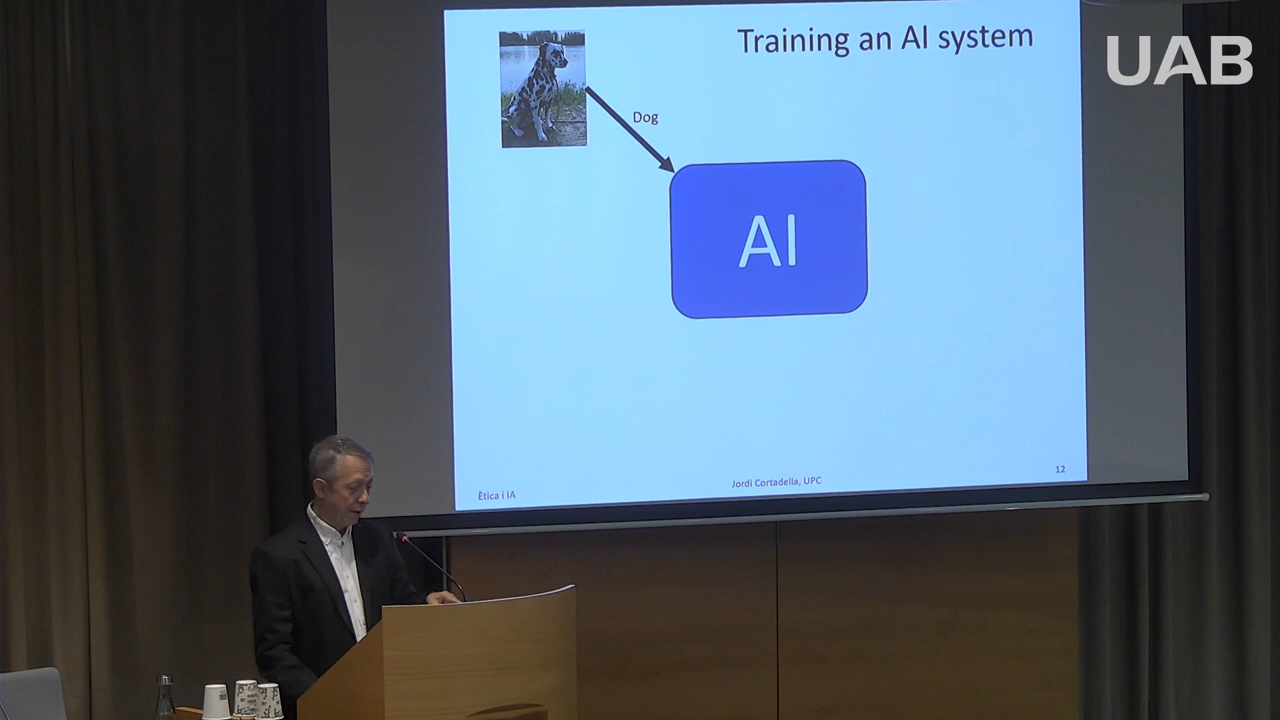 Training an AI system
UAB
Dog
AI
Ètica i IA
Jordi Cortadella, UPC
12